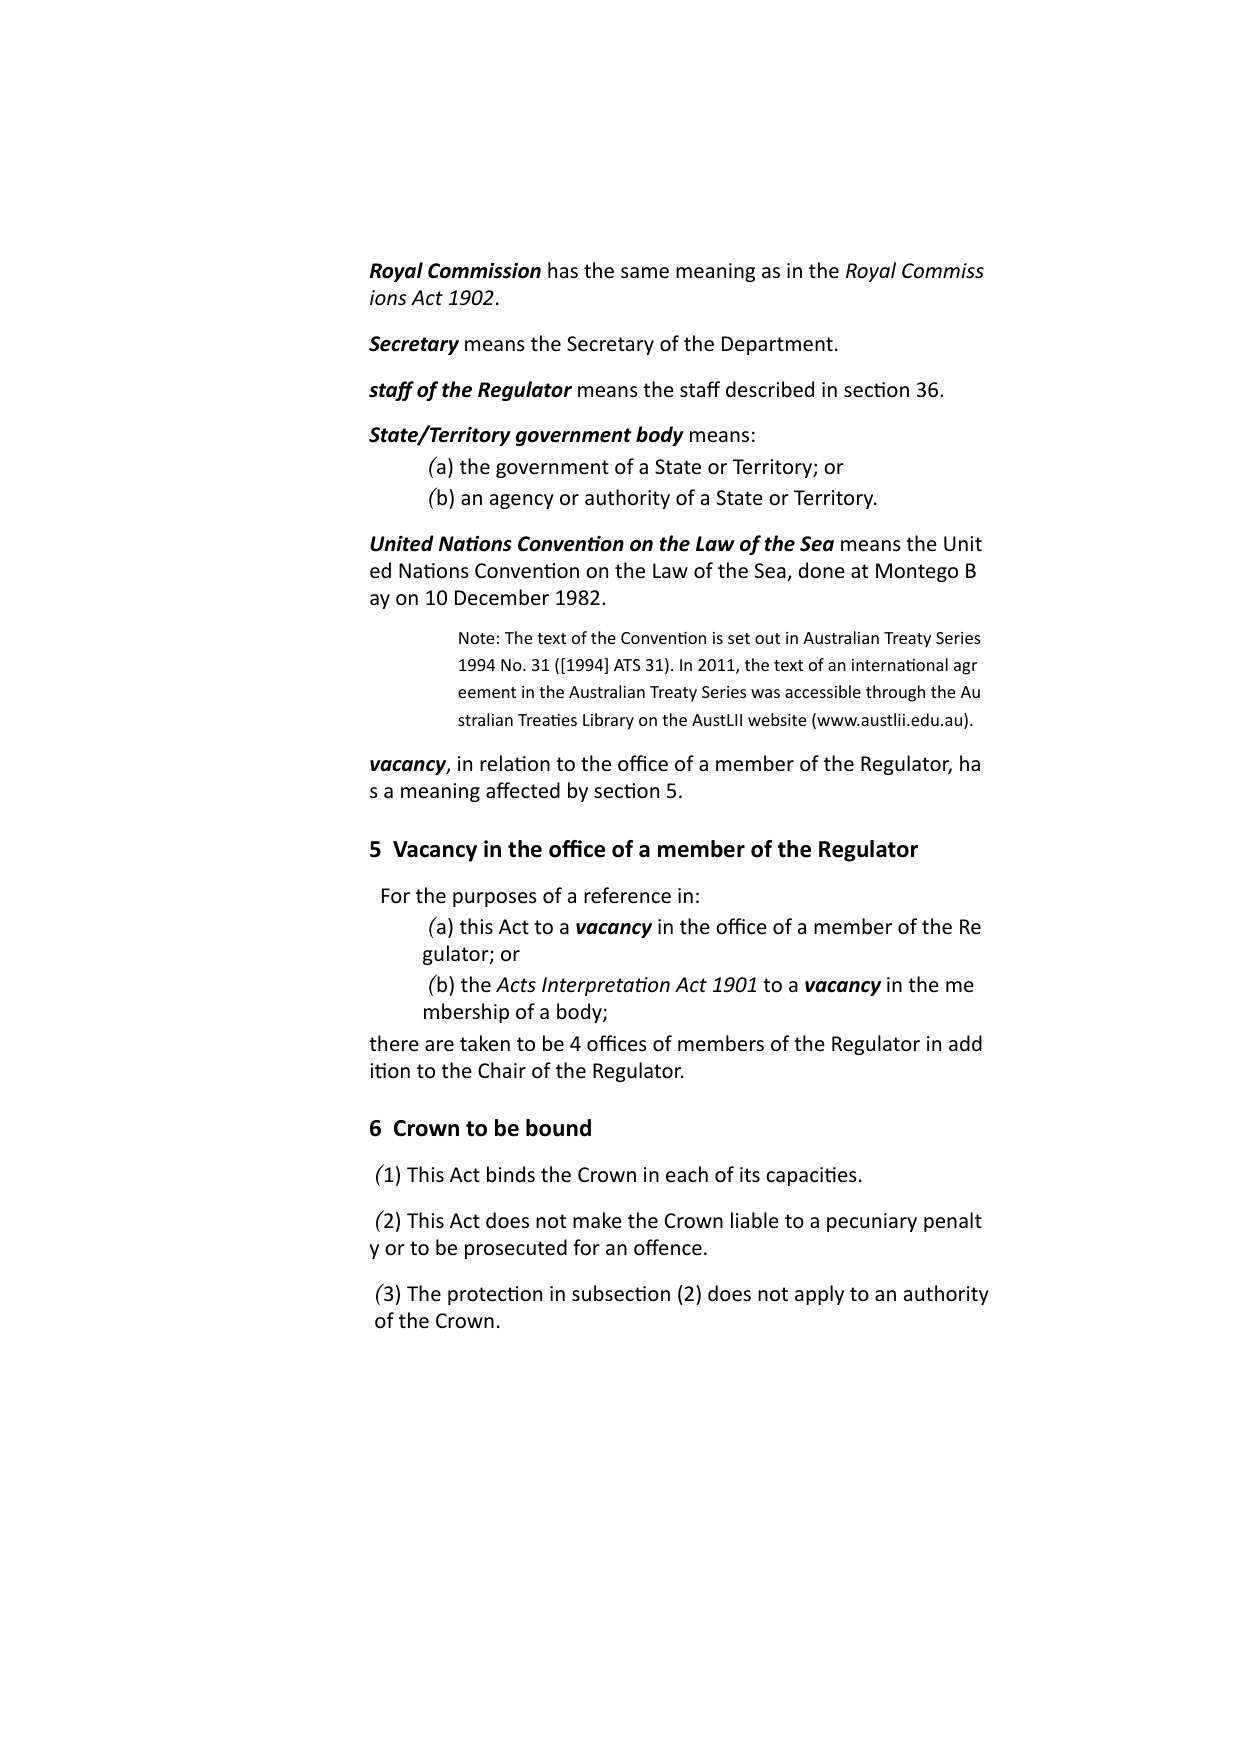 Royal Commission has the same meaning as in the Royal Commiss
ions Act 1902.
Secretary means the Secretary of the Department.
staff of the Regulator means the staff described in section 36.
State/Territory government body means:
(a) the government of a State or Territory; or
(b) an agency or authority of a State or Territory.
United Nations Convention on the Law of the Sea means the Unit
ed Nations Convention on the Law of the Sea, done at Montego B
ay on 10 December 1982.
Note: The text of the Convention is set out in Australian Treaty Series
1994 No. 31 ([1994] ATS 31). In 2011, the text of an international agr
eement in the Australian Treaty Series was accessible through the Au
stralian Treaties Library on the AustLII website (www.austlii.edu.au).
vacancy, in relation to the office of a member of the Regulator, ha
s a meaning affected by section 5.
5 Vacancy in the office of a member of the Regulator
For the purposes of a reference in:
(a) this Act to a vacancy in the office of a member of the Re
gulator; or
(b) the Acts Interpretation Act 1901 to a vacancy in the me
mbership of a body;
there are taken to be 4 offices of members of the Regulator in add
ition to the Chair of the Regulator.
6 Crown to be bound
(1) This Act binds the Crown in each of its capacities.
(2) This Act does not make the Crown liable to a pecuniary penalt
y or to be prosecuted for an offence.
(3) The protection in subsection (2) does not apply to an authority
of the Crown.